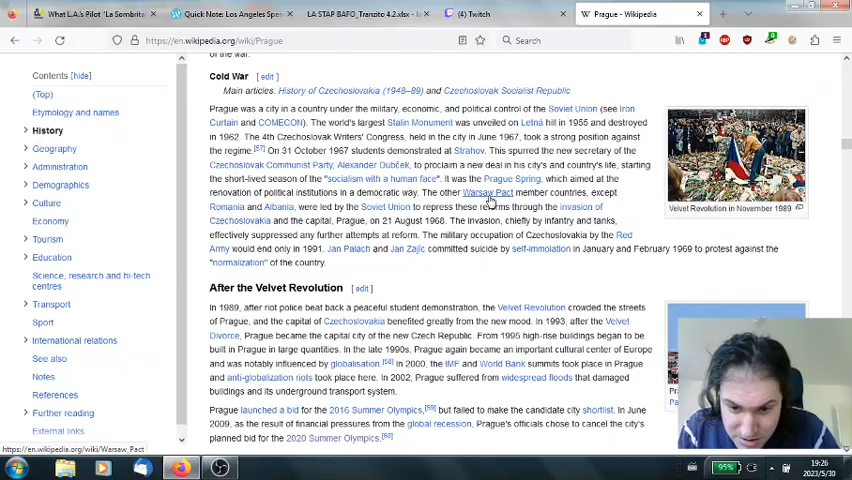 What L.A.'s Pilot "La Sombrita"
Quick Note: Los Angeles Spee
LA STAP BAFO_Tranzito 4.2.xlsx -
(4) Twitch
Prague - Wikipedia
https://en.wikipedia.org/wiki/Prague
Search
of the war.
Contents [hide]
(Top)
Etymology and names
History
Geography
Administration
Demographics
Culture
Economy
Tourism
Education
Science, research and hi-tech
centres
Transport
Sport
International relations
See also
Notes
References
Further reading
External links
Cold War [ edit ]
Main articles: History of Czechoslovakia (1948–89) and Czechoslovak Socialist Republic
Prague was a city in a country under the military, economic, and political control of the Soviet Union (see Iron
Curtain and COMECON). The world's largest Stalin Monument was unveiled on Letná hill in 1955 and destroyed
in 1962. The 4th Czechoslovak Writers' Congress, held in the city in June 1967, took a strong position against
the regime.[57] On 31 October 1967 students demonstrated at Strahov. This spurred the new secretary of the
Czechoslovak Communist Party, Alexander Dubček, to proclaim a new deal in his city's and country's life, starting
the short-lived season of the "socialism with a human face". It was the Prague Spring, which aimed at the
renovation of political institutions in a democratic way. The other Warsaw Pact member countries, except
Romania and Albania, were led by the Soviet Union to repress these reforms through the invasion of
Czechoslovakia and the capital, Prague, on 21 August 1968. The invasion, chiefly by infantry and tanks,
effectively suppressed any further attempts at reform. The military occupation of Czechoslovakia by the Red
Army would end only in 1991. Jan Palach and Jan Zajíc committed suicide by self-immolation in January and February 1969 to protest against the
"normalization" of the country.
Velvet Revolution in November 1989
After the Velvet Revolution [ edit ]
In 1989, after riot police beat back a peaceful student demonstration, the Velvet Revolution crowded the streets
of Prague, and the capital of Czechoslovakia benefited greatly from the new mood. In 1993, after the Velvet
Divorce, Prague became the capital city of the new Czech Republic. From 1995 high-rise buildings began to be
built in Prague in large quantities. In the late 1990s, Prague again became an important cultural center of Europe
and was notably influenced by globalisation.[58] In 2000, the IMF and World Bank summits took place in Prague
and anti-globalization riots took place here. In 2002, Prague suffered from widespread floods that damaged
buildings and its underground transport system.
Prague launched a bid for the 2016 Summer Olympics,[59] but failed to make the candidate city shortlist. In June
2009, as the result of financial pressures from the global recession, Prague's officials chose to cancel the city's
planned bid for the 2020 Summer Olympics.[60]
https://en.wikipedia.org/wiki/Warsaw_Pact
95%
19:26
2023/5/30